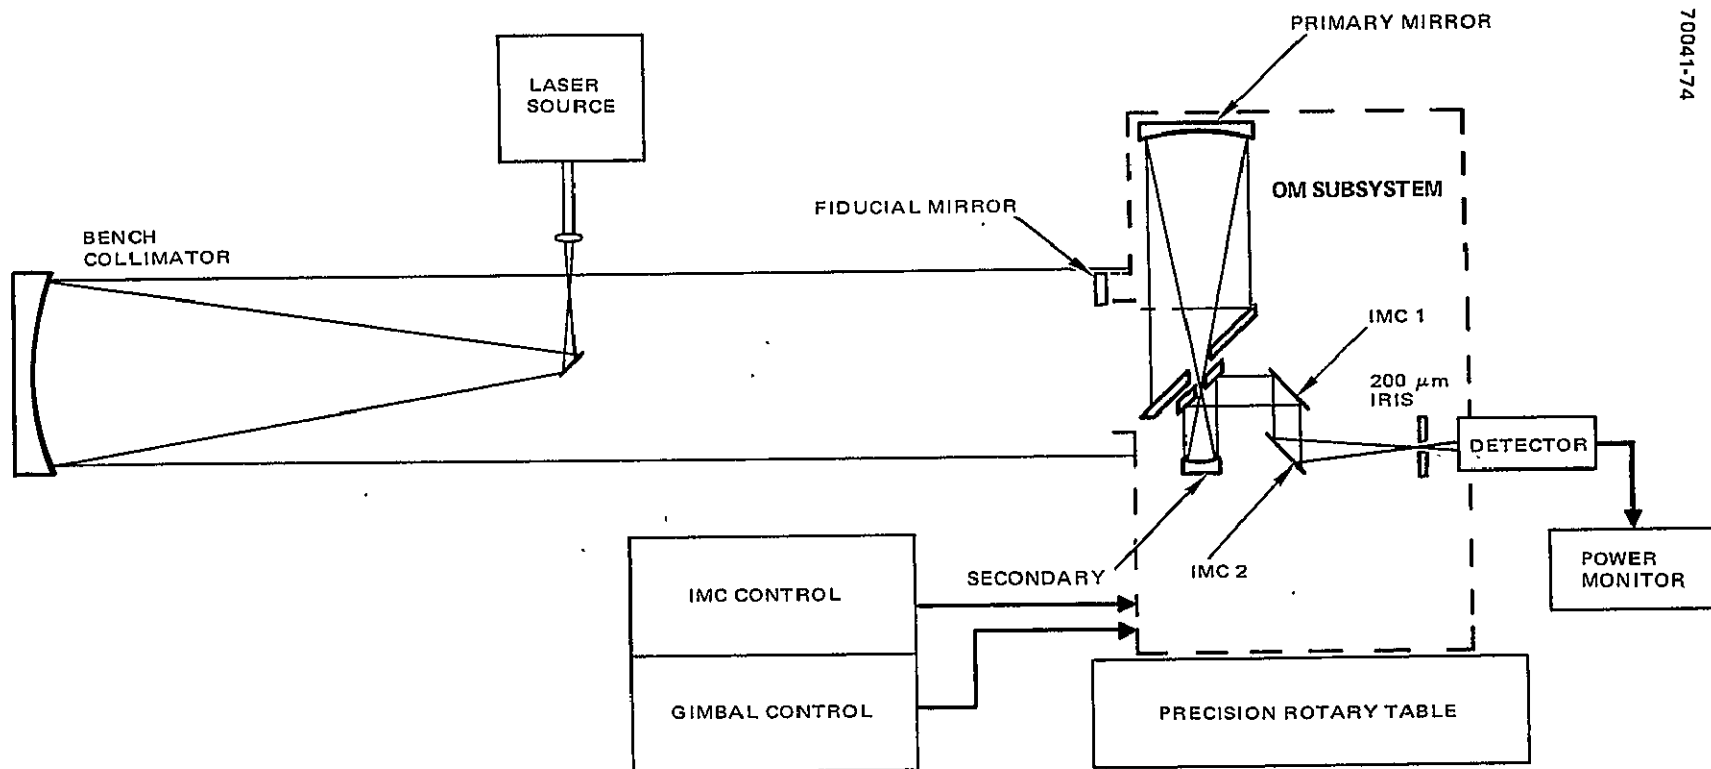 70041-74
PRIMARY MIRROR
LASER
SOURCE
OM SUBSYSTEM
FIDUCIAL MIRROR
BENCH
COLLIMATOR
IMC 1
200 μm
IRIS
DETECTOR
SECONDARY
IMC 2
POWER
MONITOR
IMC CONTROL
GIMBAL CONTROL
PRECISION ROTARY TABLE